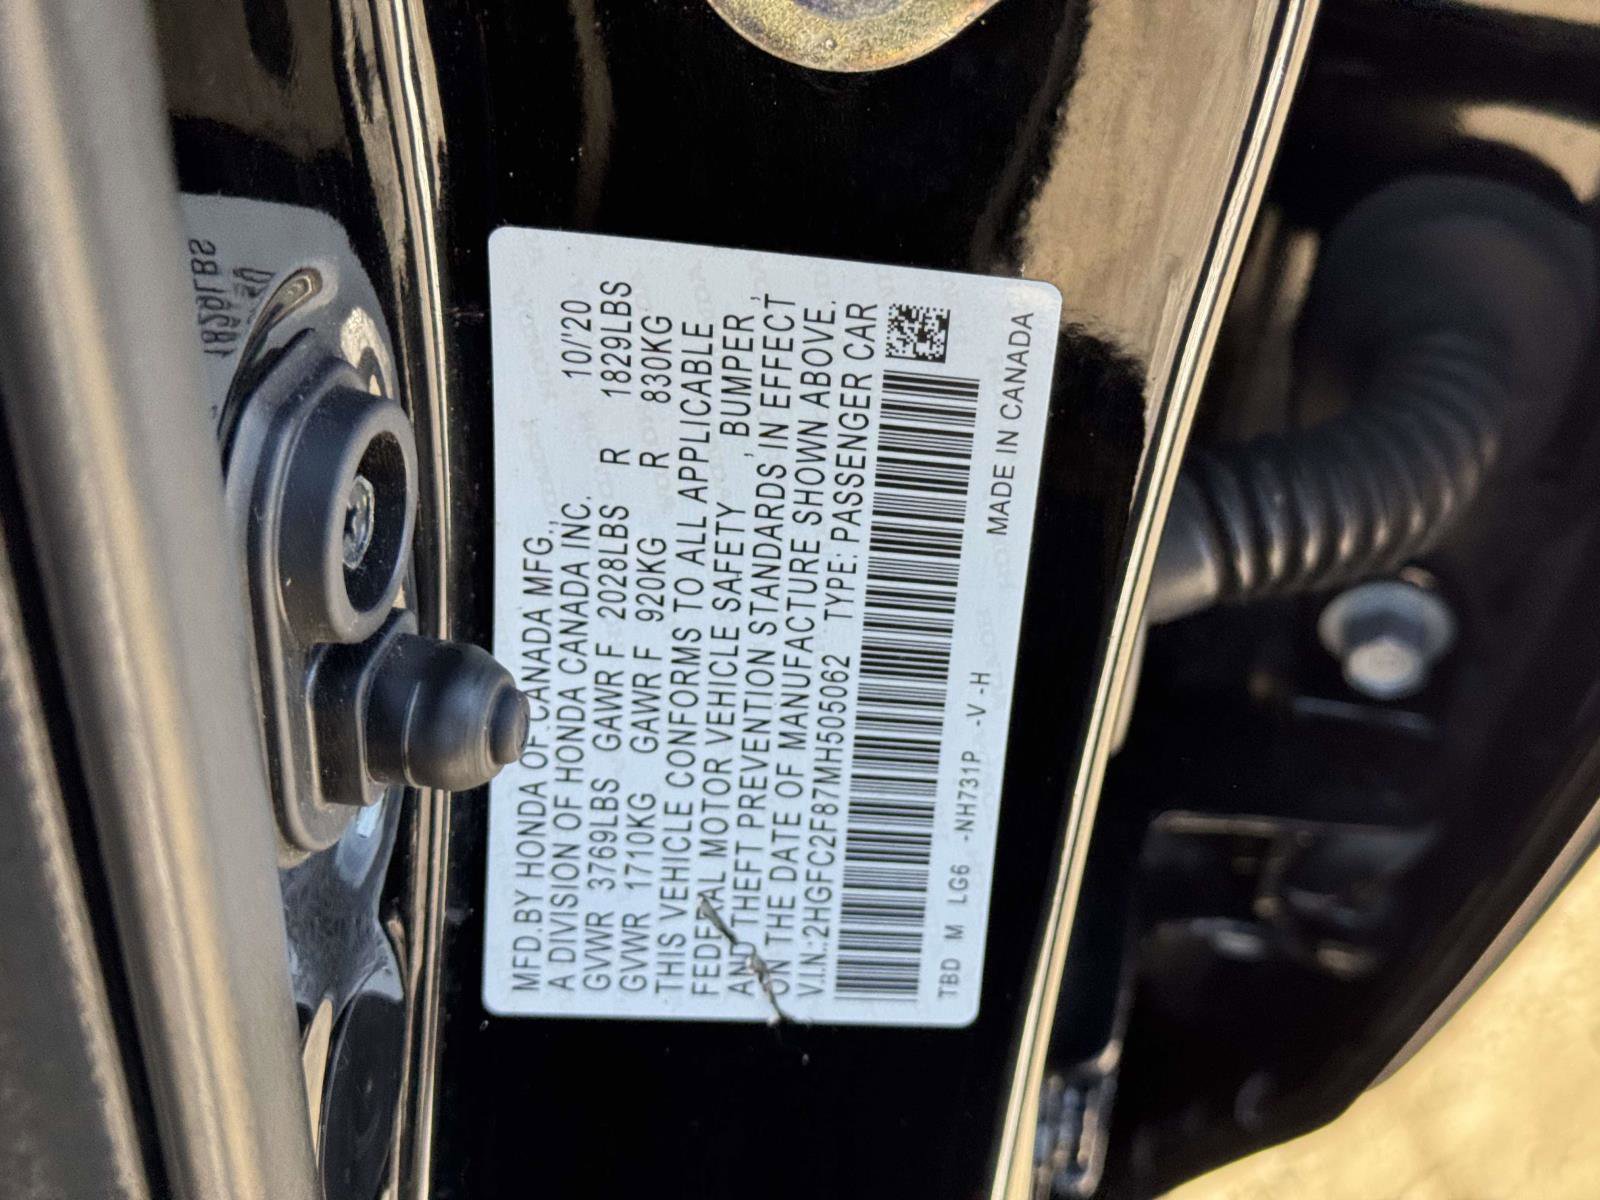 MFD.BY HONDA OF CANADA MFG., 10/'20
A DIVISION OF HONDA CANADA INC.
GVWR 3769LBS GAWR F 2028LBS R 1829LBS
GVWR 1710KG GAWR F 920KG R 830KG
THIS VEHICLE CONFORMS TO ALL APPLICABLE
FEDERAL MOTOR VEHICLE SAFETY , BUMPER ,
AND THEFT PREVENTION STANDARDS, IN EFFECT
ON THE DATE OF MANUFACTURE SHOWN ABOVE.
V.I.N.:2HGFC2F87MH505062 TYPE: PASSENGER CAR
TBD M LG6 -NH731P -V -H MADE IN CANADA
1829LBS